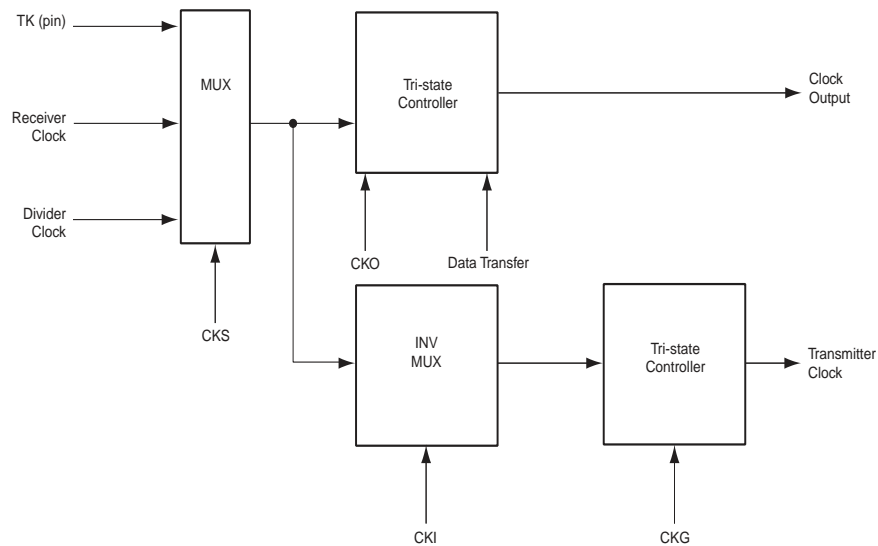 TK (pin)
MUX
Tri-state
Controller
Clock
Output
Receiver
Clock
Divider
Clock
CKO
Data Transfer
CKS
INV
MUX
Tri-state
Controller
Transmitter
Clock
CKI
CKG